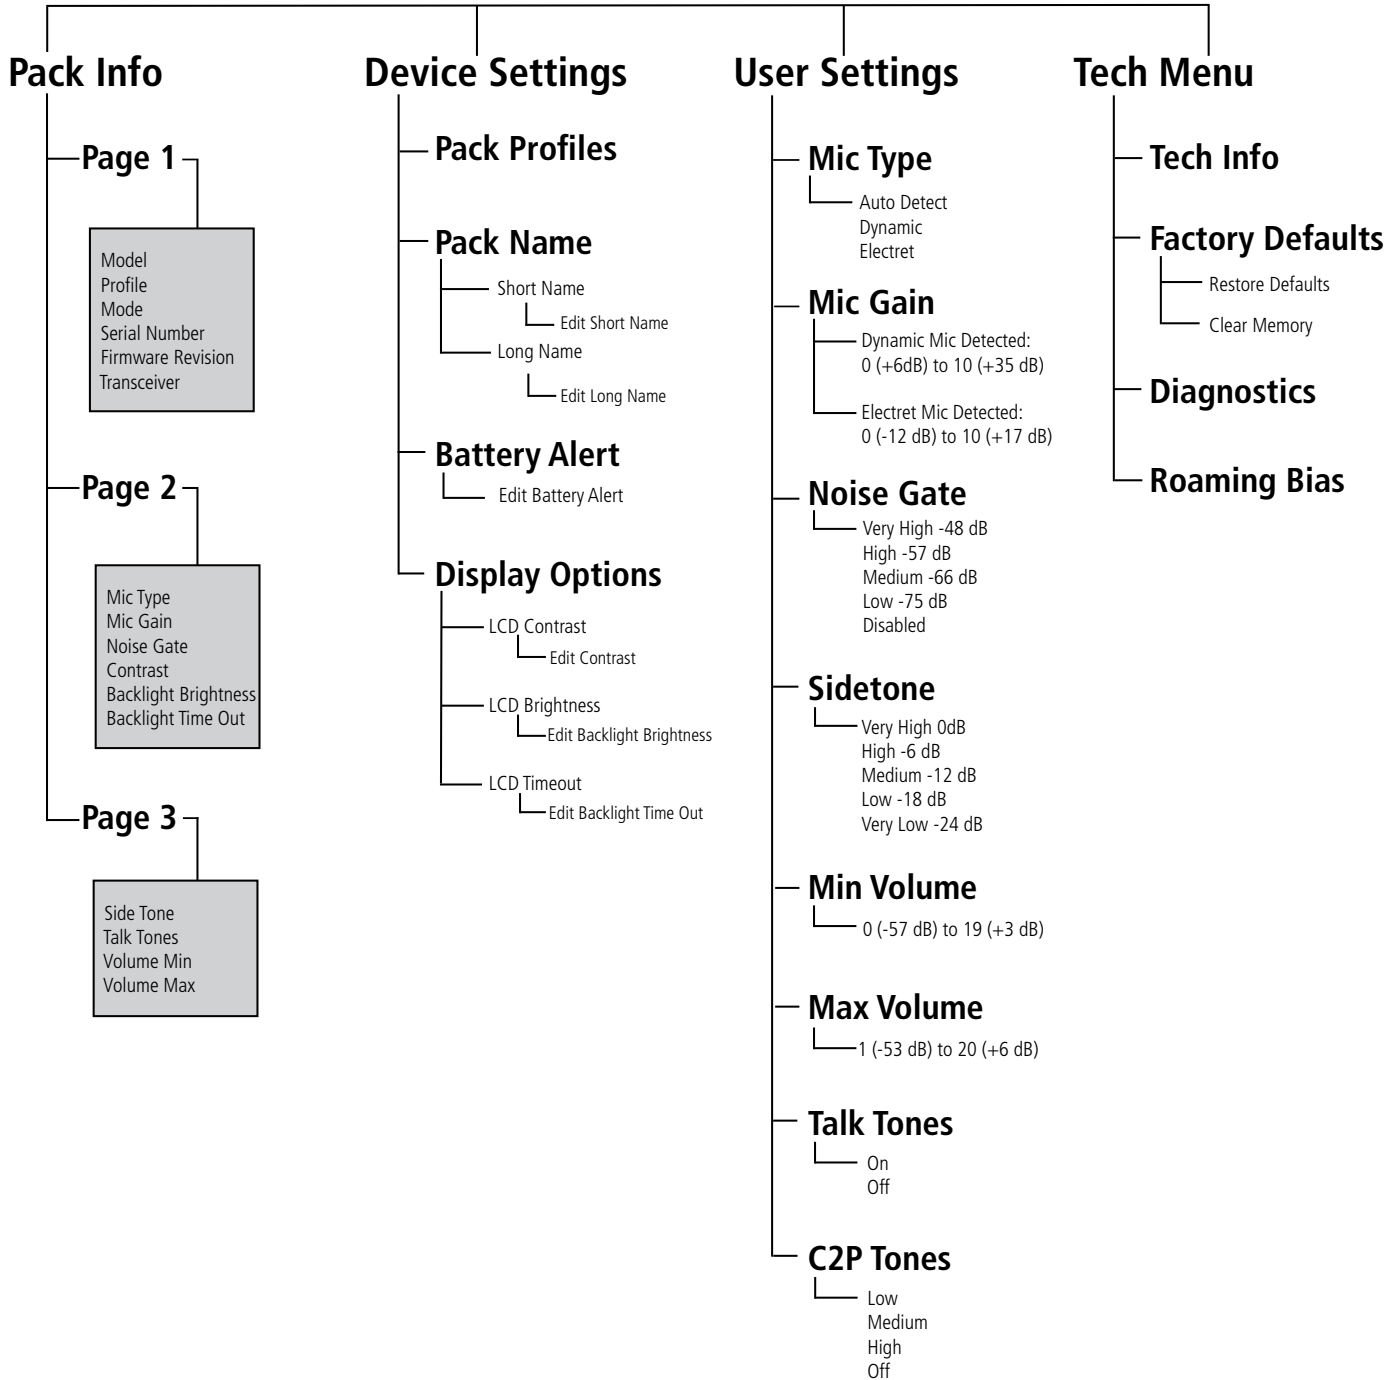 Pack Info
Page 1
Model
Profile
Mode
Serial Number
Firmware Revision
Transceiver
Page 2
Mic Type
Mic Gain
Noise Gate
Contrast
Backlight Brightness
Backlight Time Out
Page 3
Side Tone
Talk Tones
Volume Min
Volume Max
Device Settings
Pack Profiles
Pack Name
Short Name
Edit Short Name
Long Name
Edit Long Name
Battery Alert
Edit Battery Alert
Display Options
LCD Contrast
Edit Contrast
LCD Brightness
Edit Backlight Brightness
LCD Timeout
Edit Backlight Time Out
User Settings
Mic Type
Auto Detect
Dynamic
Electret
Mic Gain
Dynamic Mic Detected:
0 (+6dB) to 10 (+35 dB)
Electret Mic Detected:
0 (-12 dB) to 10 (+17 dB)
Noise Gate
Very High -48 dB
High -57 dB
Medium -66 dB
Low -75 dB
Disabled
Sidetone
Very High 0dB
High -6 dB
Medium -12 dB
Low -18 dB
Very Low -24 dB
Min Volume
0 (-57 dB) to 19 (+3 dB)
Max Volume
1 (-53 dB) to 20 (+6 dB)
Talk Tones
On
Off
C2P Tones
Low
Medium
High
Off
Tech Menu
Tech Info
Factory Defaults
Restore Defaults
Clear Memory
Diagnostics
Roaming Bias